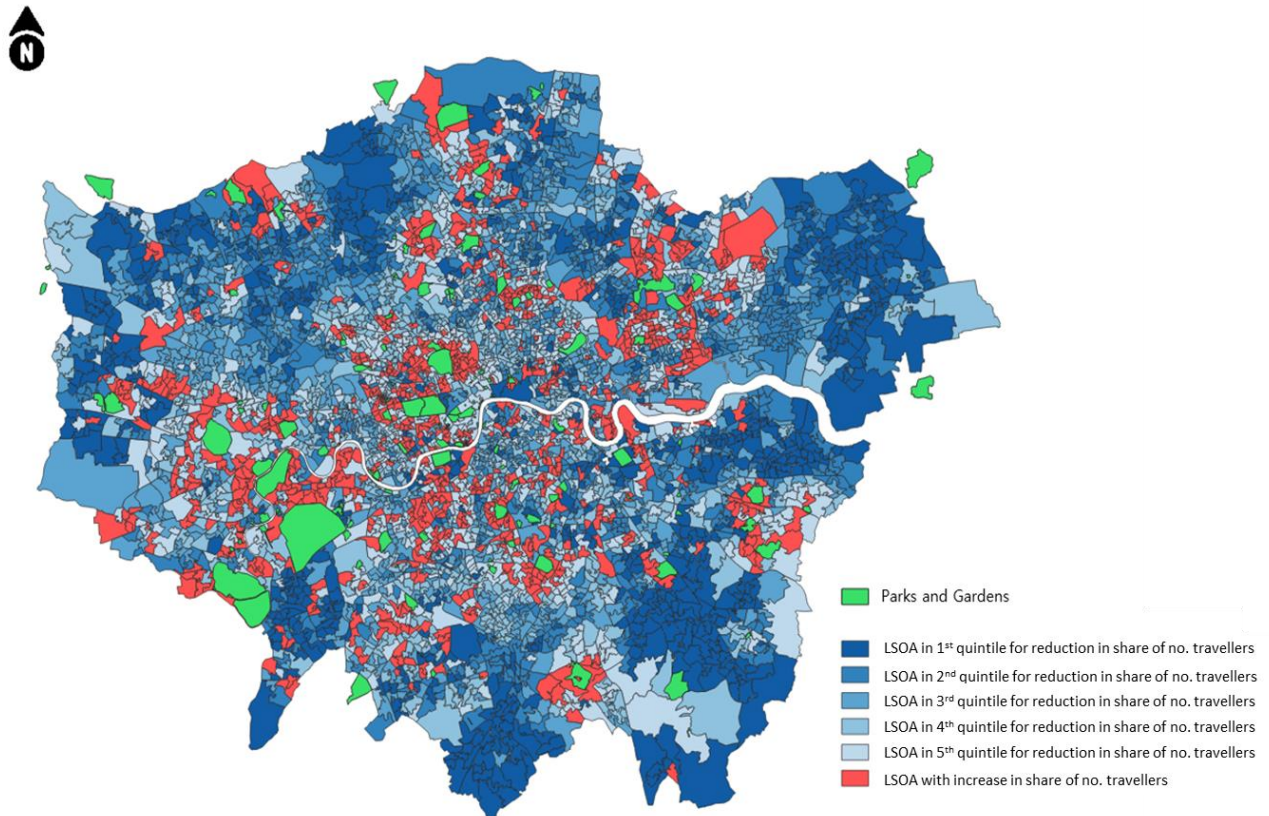 N
Parks and Gardens
LSOA in 1st quintile for reduction in share of no. travellers
LSOA in 2nd quintile for reduction in share of no. travellers
LSOA in 3rd quintile for reduction in share of no. travellers
LSOA in 4th quintile for reduction in share of no. travellers
LSOA in 5th quintile for reduction in share of no. travellers
LSOA with increase in share of no. travellers